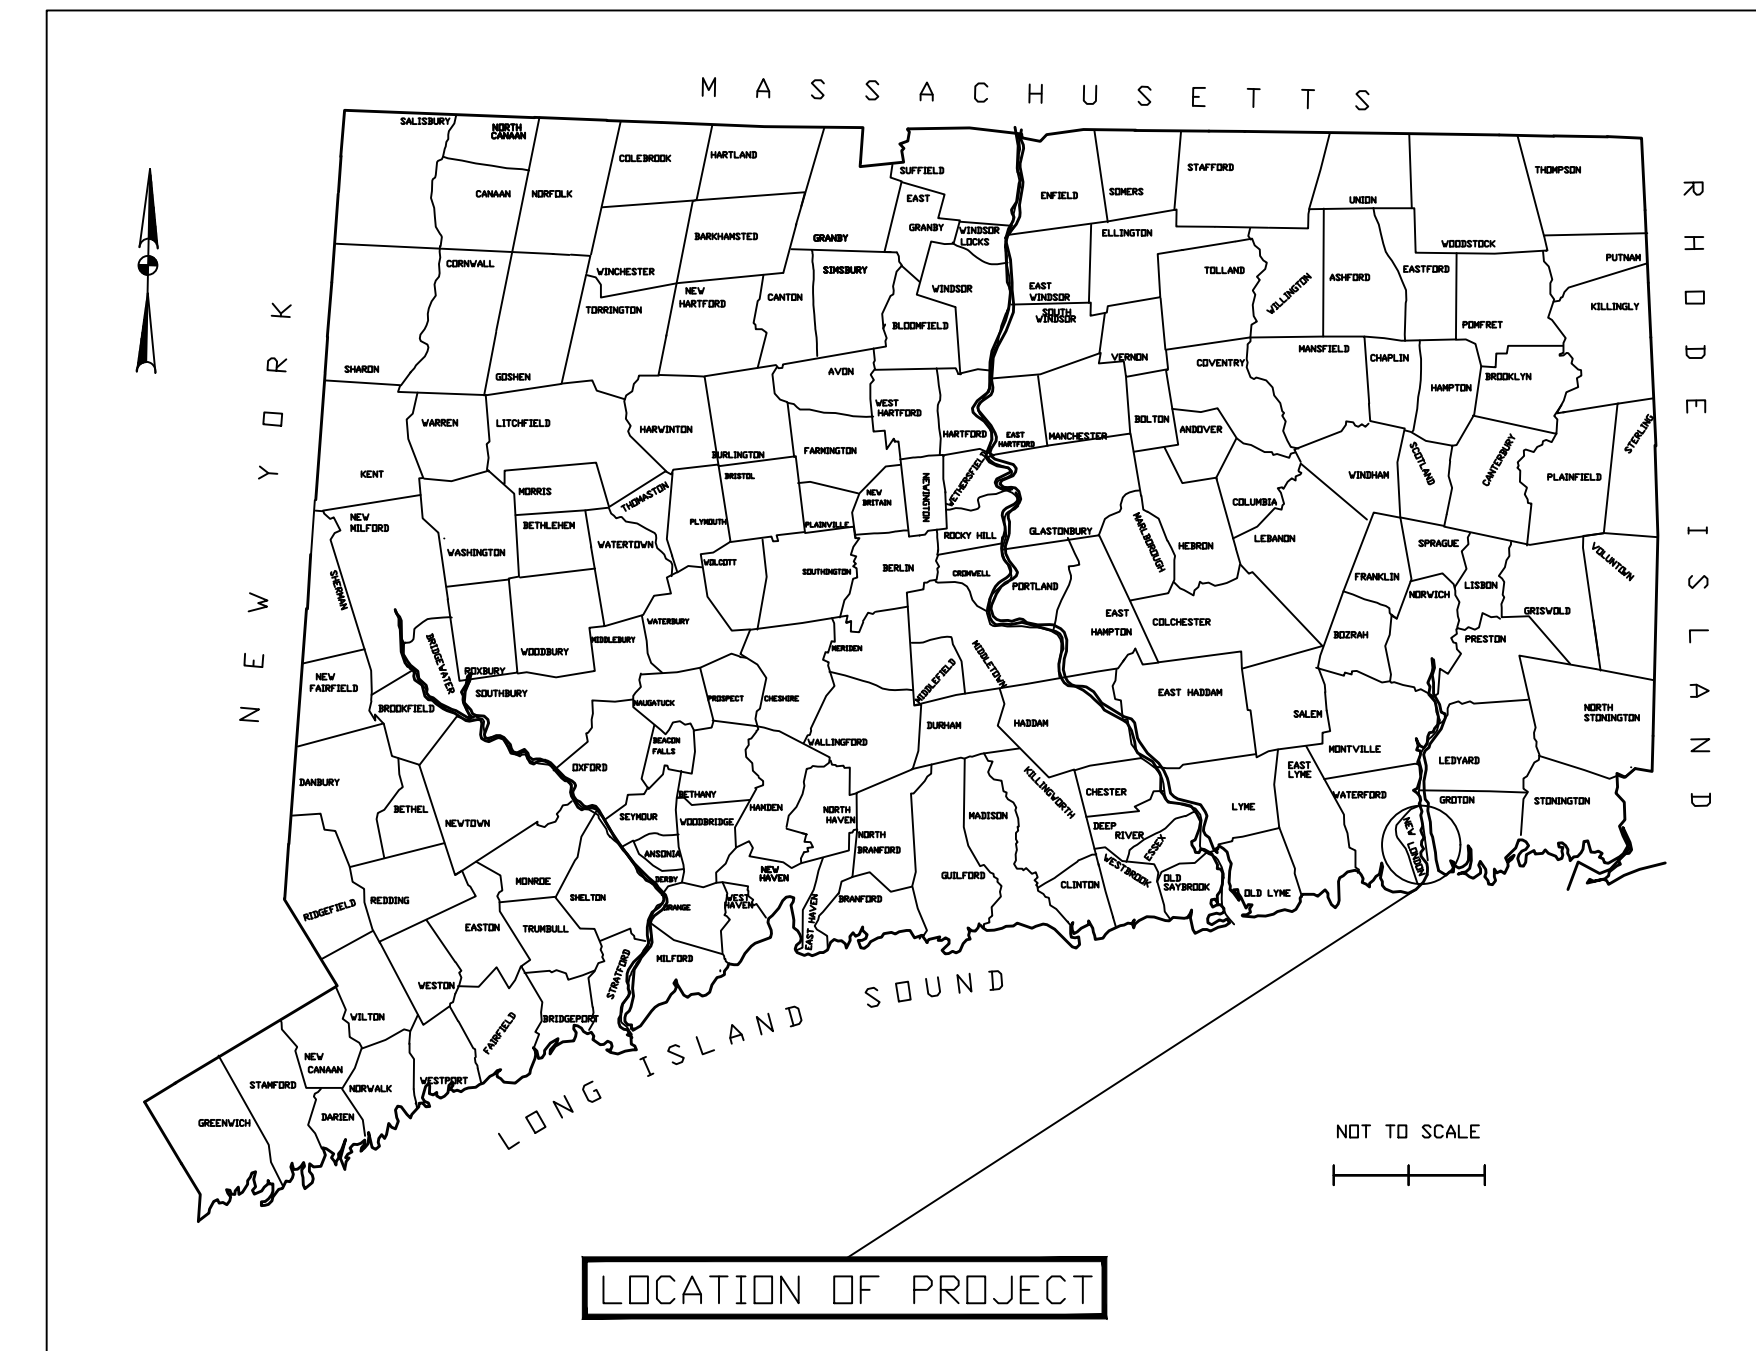 MASSACHUSETTS
SALISBURY
NORTH
CANAAN
COLEBROOK
HARTLAND
SUFFIELD
ENFIELD
SOMERS
STAFFORD
UNION
WOODSTOCK
THOMPSON
CANAAN
NORFOLK
BARKHAMSTED
GRANBY
EAST
GRANBY
WINDSOR
LOCKS
ELLINGTON
TOLLAND
WILLINGTON
ASHFORD
EASTFORD
PUTNAM
CORNWALL
WINCHESTER
NEW
HARTFORD
CANTON
SIMSBURY
WINDSOR
EAST
WINDSOR
SOUTH
WINDSOR
POMFRET
KILLINGLY
TORRINGTON
BLOOMFIELD
VERNON
COVENTRY
MANSFIELD
CHAPLIN
HAMPTON
BROOKLYN
SHARON
GOSHEN
AVON
WEST
HARTFORD
HARTFORD
EAST
HARTFORD
MANCHESTER
BOLTON
ANDOVER
WARREN
LITCHFIELD
HARWINTON
BURLINGTON
FARMINGTON
WINDHAM
SCOTLAND
CANTERBURY
PLAINFIELD
STERLING
KENT
MORRIS
THOMASTON
BRISTOL
NEW
BRITAIN
NEWINGTON
WETHERSFIELD
COLUMBIA
NEW
MILFORD
BETHLEHEM
PLYMOUTH
PLAINVILLE
ROCKY HILL
GLASTONBURY
MARLBOROUGH
HEBRON
LEBANON
SPRAGUE
VOLUNTOWN
WASHINGTON
WATERTOWN
WOLCOTT
SOUTHINGTON
BERLIN
CROMWELL
PORTLAND
FRANKLIN
NORWICH
LISBON
GRISWOLD
SHERMAN
WATERBURY
EAST
HAMPTON
COLCHESTER
BOZRAH
PRESTON
BRIDGEWATER
ROXBURY
WOODBURY
MIDDLEBURY
MERIDEN
MIDDLEFIELD
MIDDLETOWN
NEW
FAIRFIELD
SOUTHBURY
NAUGATUCK
PROSPECT
CHESHIRE
EAST HADDAM
SALEM
NORTH
STONINGTON
BROOKFIELD
BEACON
FALLS
WALLINGFORD
DURHAM
HADDAM
MONTVILLE
LEDYARD
DANBURY
OXFORD
EAST
LYME
BETHEL
NEWTOWN
SEYMOUR
BETHANY
WOODBRIDGE
HAMDEN
NORTH
HAVEN
NORTH
BRANFORD
MADISON
KILLINGWORTH
CHESTER
DEEP
RIVER
ESSEX
LYME
WATERFORD
GROTON
STONINGTON
NEW LONDON
RIDGEFIELD
REDDING
MONROE
SHELTON
ANSONIA
DERBY
ORANGE
WEST
HAVEN
NEW
HAVEN
EAST HAVEN
BRANFORD
GUILFORD
CLINTON
WESTBROOK
OLD
SAYBROOK
OLD LYME
EASTON
TRUMBULL
STRATFORD
MILFORD
WESTON
WILTON
FAIRFIELD
BRIDGEPORT
NEW
CANAAN
STAMFORD
NORWALK
WESTPORT
GREENWICH
DARIEN
NEW YORK
RHODE ISLAND
LONG ISLAND SOUND
NOT TO SCALE
LOCATION OF PROJECT